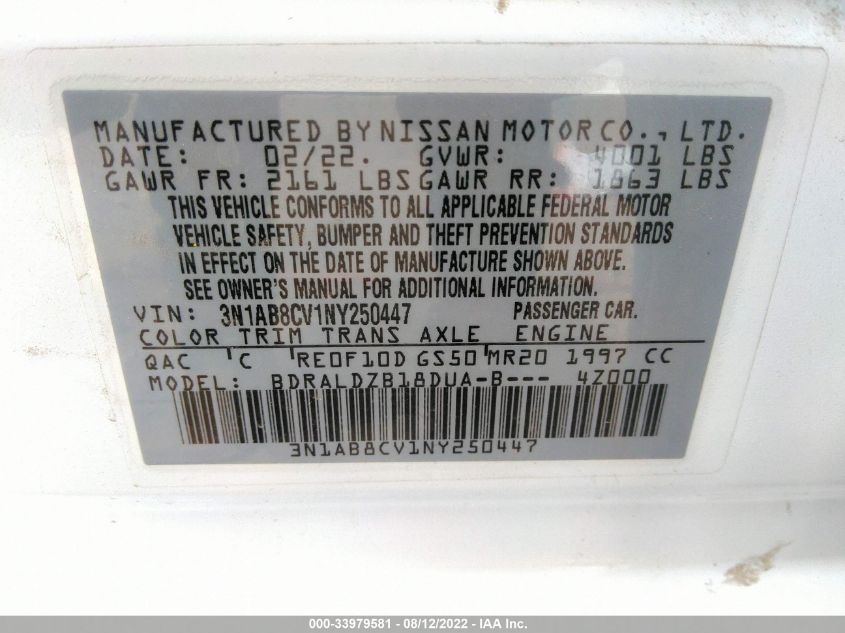 MANUFACTURED BY NISSAN MOTOR CO., LTD.
DATE: 02/22. GVWR: 4001 LBS
GAWR FR: 2161 LBS GAWR RR: 1863 LBS
THIS VEHICLE CONFORMS TO ALL APPLICABLE FEDERAL MOTOR
VEHICLE SAFETY, BUMPER AND THEFT PREVENTION STANDARDS
IN EFFECT ON THE DATE OF MANUFACTURE SHOWN ABOVE.
SEE OWNER'S MANUAL FOR ADDITIONAL INFORMATION.
VIN: 3N1AB8CV1NY250447 PASSENGER CAR.
COLOR TRIM TRANS AXLE ENGINE
QAC C RE0F10D GS50 MR20 1997 CC
MODEL: BDRALDZB18DUA-B--- 4Z000
3N1AB8CV1NY250447
000-33979581 - 08/12/2022 - IAA Inc.